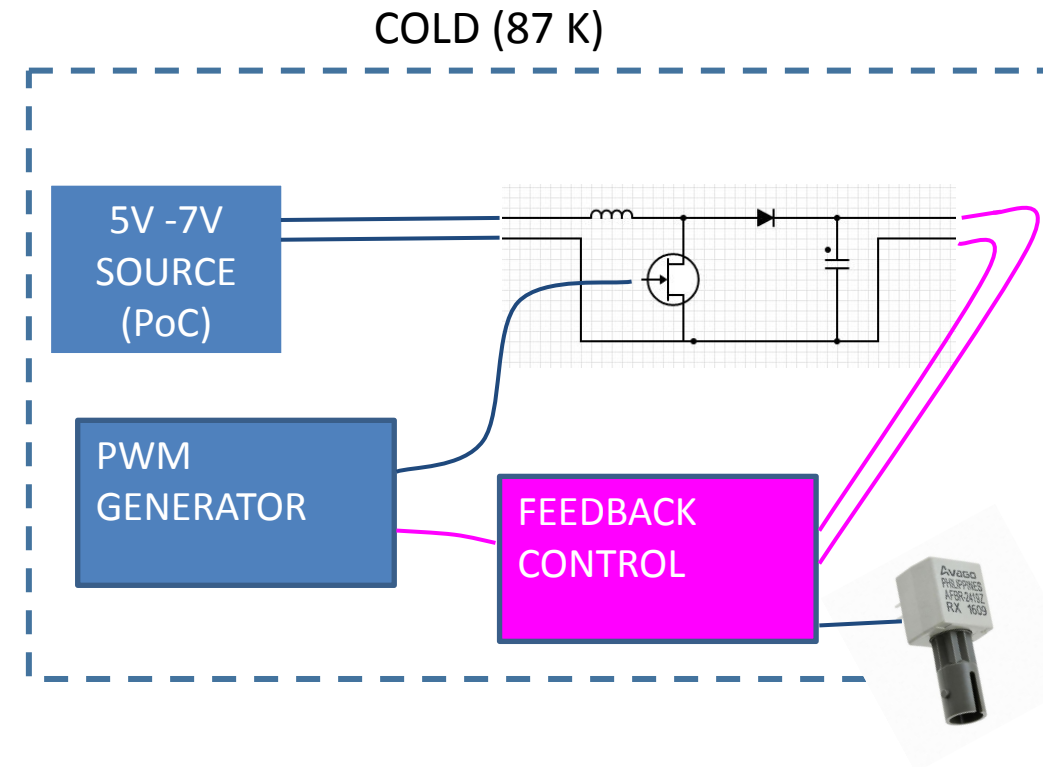 COLD (87 K)
5V -7V
SOURCE
(PoC)
PWM
GENERATOR
FEEDBACK
CONTROL
Avago
PHILIPPINES
AFBR-2419Z
RX 1609